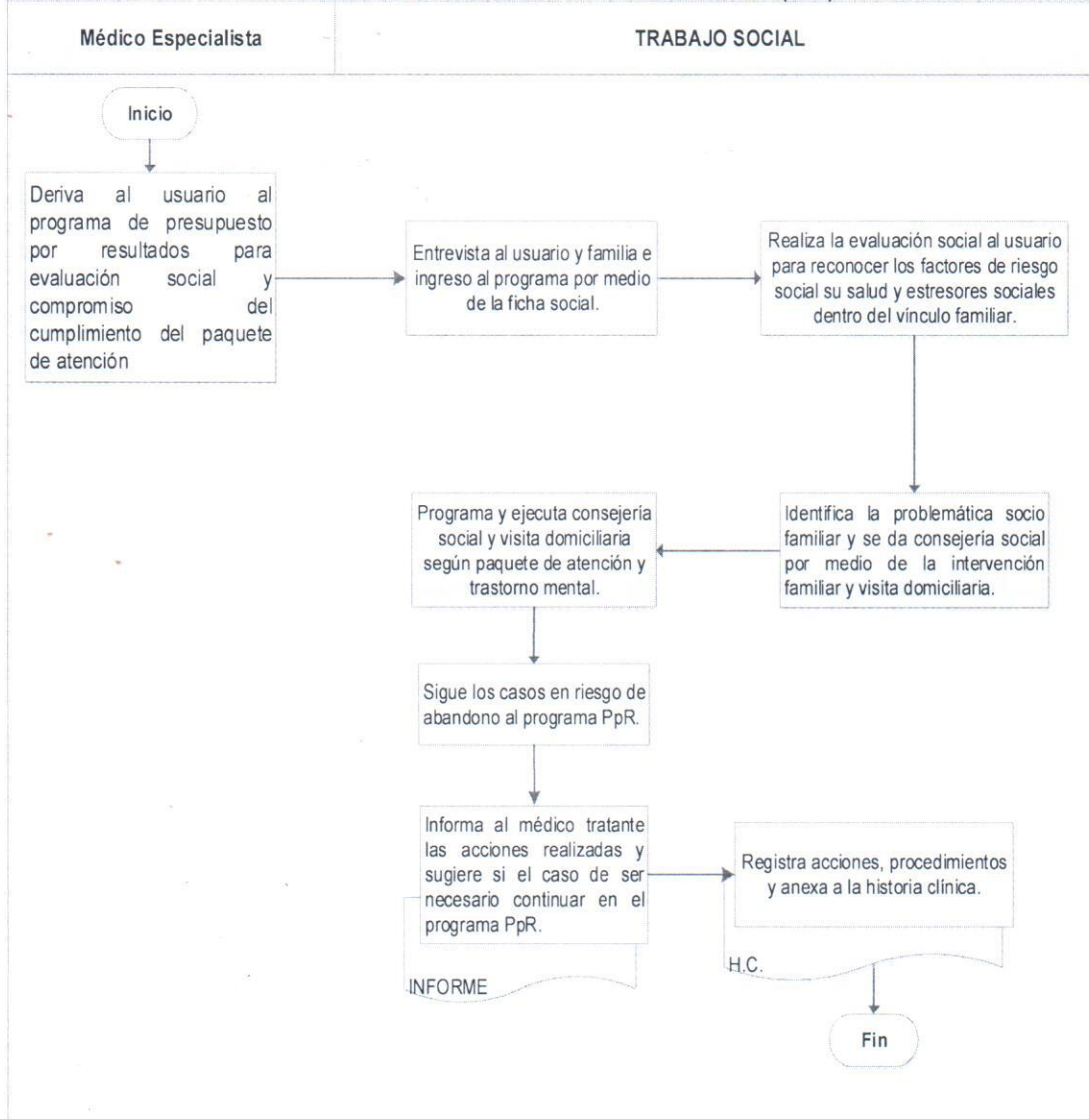 Médico Especialista
TRABAJO SOCIAL
Inicio
Deriva al usuario al
programa de presupuesto
por resultados para
evaluación social y
compromiso del
cumplimiento del paquete
de atención
Entrevista al usuario y familia e
ingreso al programa por medio
de la ficha social.
Realiza la evaluación social al usuario
para reconocer los factores de riesgo
social su salud y estresores sociales
dentro del vínculo familiar.
Identifica la problemática socio
familiar y se da consejería social
por medio de la intervención
familiar y visita domiciliaria.
Programa y ejecuta consejería
social y visita domiciliaria
según paquete de atención y
trastorno mental.
Sigue los casos en riesgo de
abandono al programa PpR.
Informa al médico tratante
las acciones realizadas y
sugiere si el caso de ser
necesario continuar en el
programa PpR.
INFORME
Registra acciones, procedimientos
y anexa a la historia clínica.
H.C.
Fin